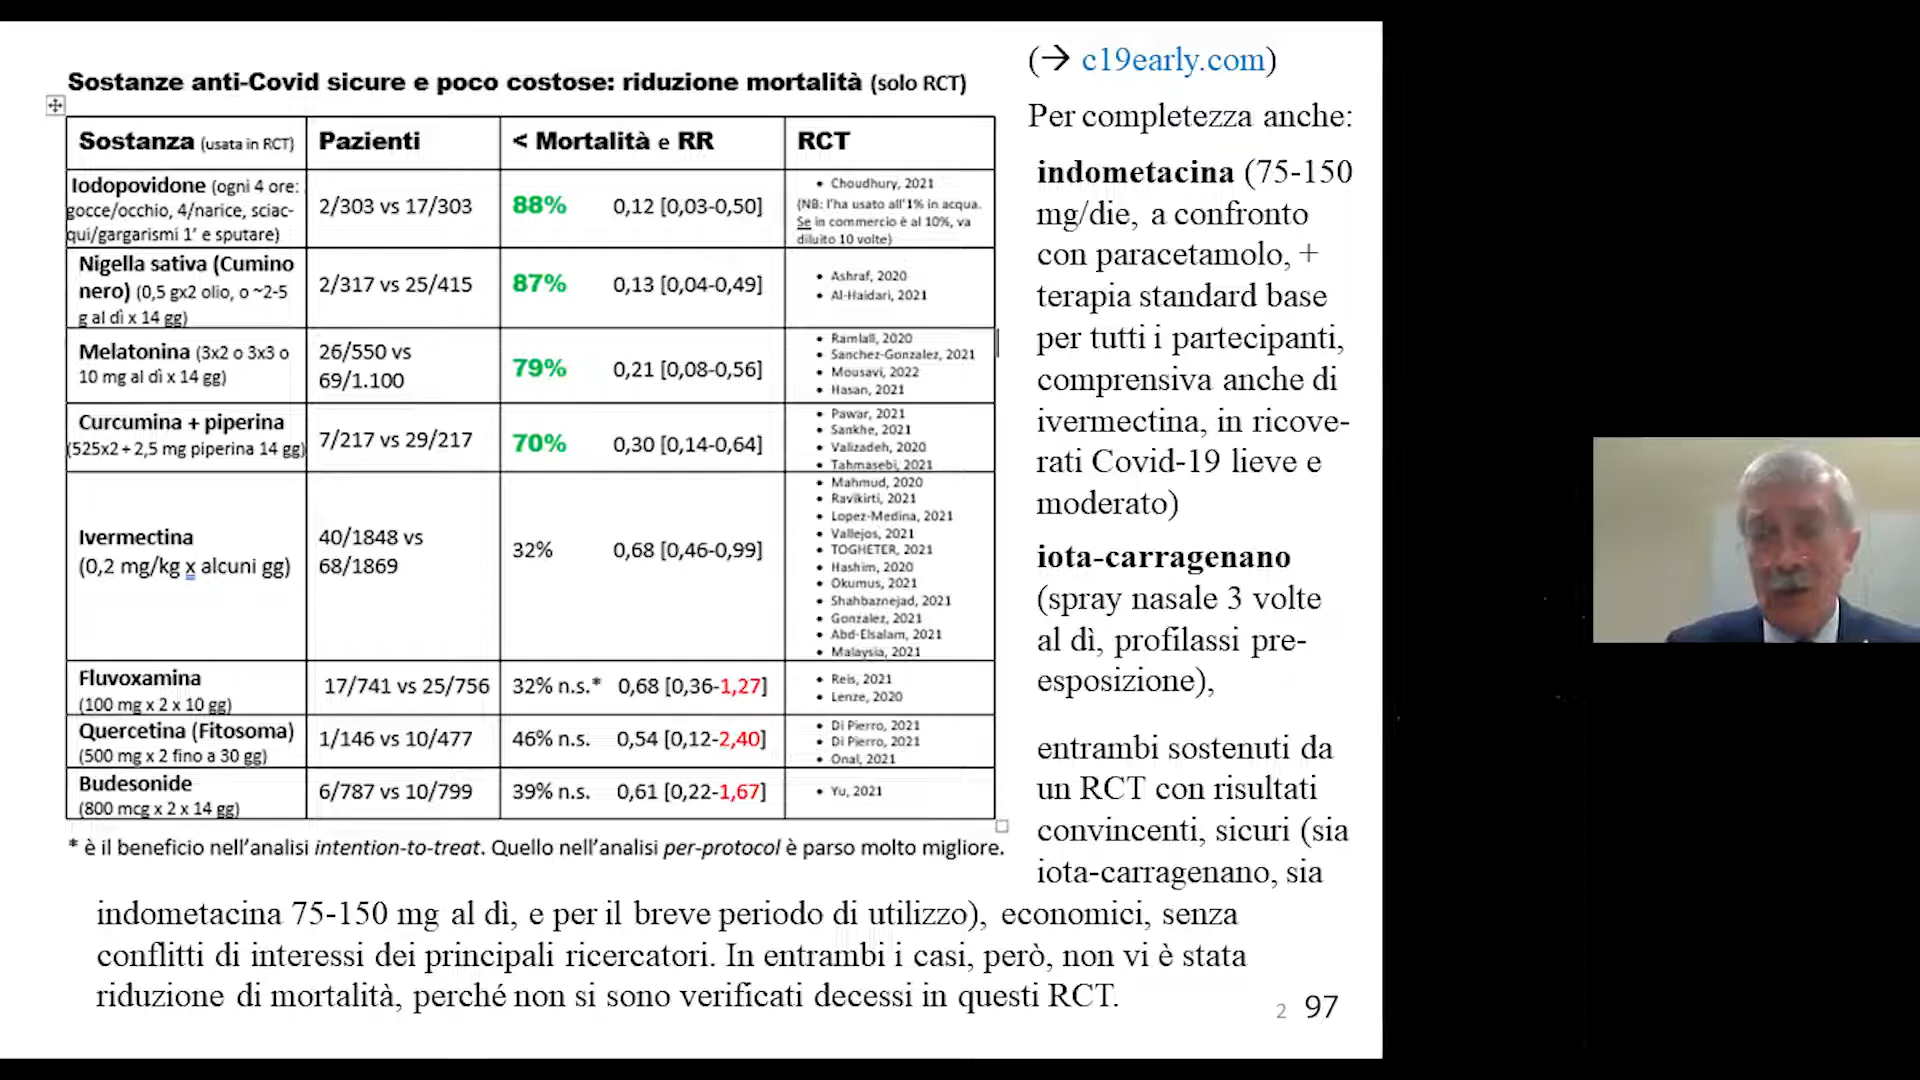 Sostanze anti-Covid sicure e poco costose: riduzione mortalità (solo RCT)
Sostanza (usata in RCT)
Pazienti
< Mortalità e RR
RCT
Iodopovidone (ogni 4 ore:
gocce/occhio, 4/narice, sciac-
qui/gargarismi 1' e sputare)
2/303 vs 17/303
88%
0,12 [0,03-0,50]
• Choudhury, 2021
(NB: l'ha usato all'1% in acqua.
Se in commercio è al 10%, va
diluito 10 volte)
Nigella sativa (Cumino
nero) (0,5 gx2 olio, o ~2-5
g al dì x 14 gg)
2/317 vs 25/415
87%
0,13 [0,04-0,49]
• Ashraf, 2020
• Al-Haidari, 2021
Melatonina (3x2 o 3x3 o
10 mg al dì x 14 gg)
26/550 vs
69/1.100
79%
0,21 [0,08-0,56]
• Ramlall, 2020
• Sanchez-Gonzalez, 2021
• Mousavi, 2022
• Hasan, 2021
Curcumina + piperina
(525x2 + 2,5 mg piperina 14 gg)
7/217 vs 29/217
70%
0,30 [0,14-0,64]
• Pawar, 2021
• Sankhe, 2021
• Valizadeh, 2020
• Tahmasebi, 2021
Ivermectina
(0,2 mg/kg x alcuni gg)
40/1848 vs
68/1869
32%
0,68 [0,46-0,99]
• Mahmud, 2020
• Ravikirti, 2021
• Lopez-Medina, 2021
• Vallejos, 2021
• TOGHETER, 2021
• Hashim, 2020
• Okumus, 2021
• Shahbaznejad, 2021
• Gonzalez, 2021
• Abd-Elsalam, 2021
• Malaysia, 2021
Fluvoxamina
(100 mg x 2 x 10 gg)
17/741 vs 25/756
32% n.s.*
0,68 [0,36-1,27]
• Reis, 2021
• Lenze, 2020
Quercetina (Fitosoma)
(500 mg x 2 fino a 30 gg)
1/146 vs 10/477
46% n.s.
0,54 [0,12-2,40]
• Di Pierro, 2021
• Di Pierro, 2021
• Onal, 2021
Budesonide
(800 mcg x 2 x 14 gg)
6/787 vs 10/799
39% n.s.
0,61 [0,22-1,67]
• Yu, 2021
* è il beneficio nell'analisi intention-to-treat. Quello nell'analisi per-protocol è parso molto migliore.
(→ c19early.com)
Per completezza anche:
indometacina (75-150
mg/die, a confronto
con paracetamolo, +
terapia standard base
per tutti i partecipanti,
comprensiva anche di
ivermectina, in ricove-
rati Covid-19 lieve e
moderato)
iota-carragenano
(spray nasale 3 volte
al dì, profilassi pre-
esposizione),
entrambi sostenuti da
un RCT con risultati
convincenti, sicuri (sia
iota-carragenano, sia
indometacina 75-150 mg al dì, e per il breve periodo di utilizzo), economici, senza
conflitti di interessi dei principali ricercatori. In entrambi i casi, però, non vi è stata
riduzione di mortalità, perché non si sono verificati decessi in questi RCT.
2 97